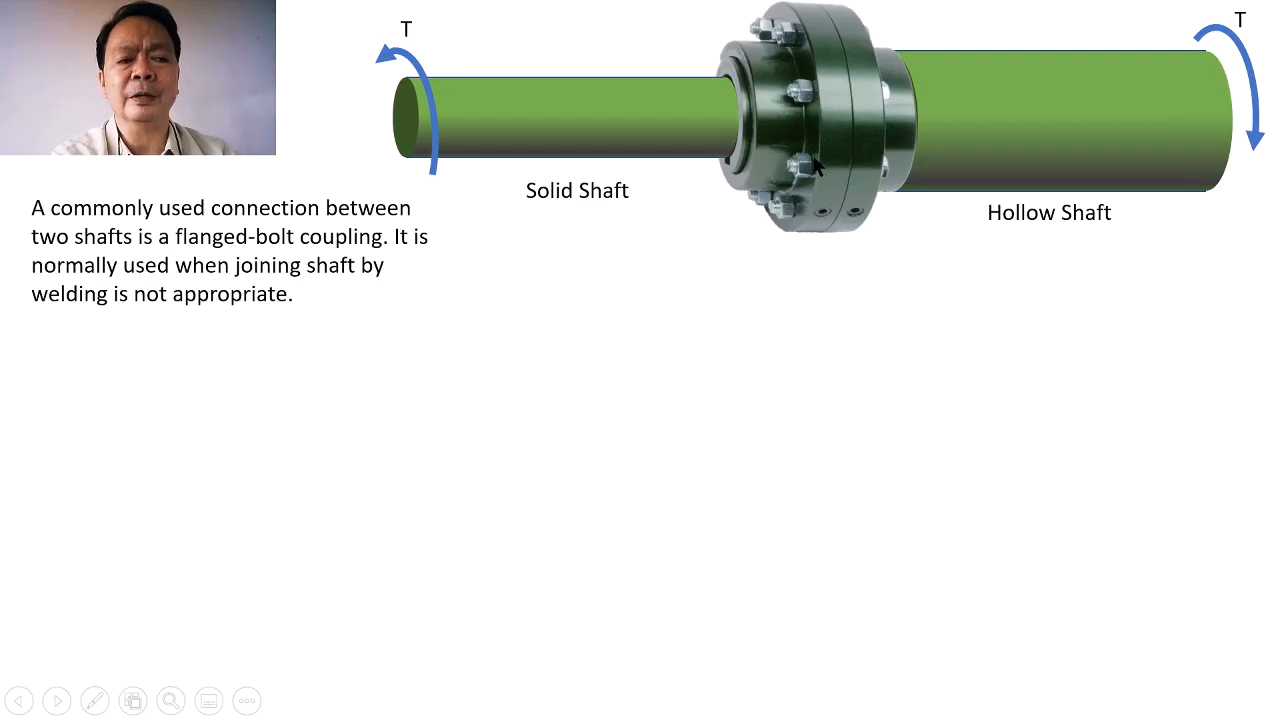 T
T
Solid Shaft
Hollow Shaft
A commonly used connection between
two shafts is a flanged-bolt coupling. It is
normally used when joining shaft by
welding is not appropriate.